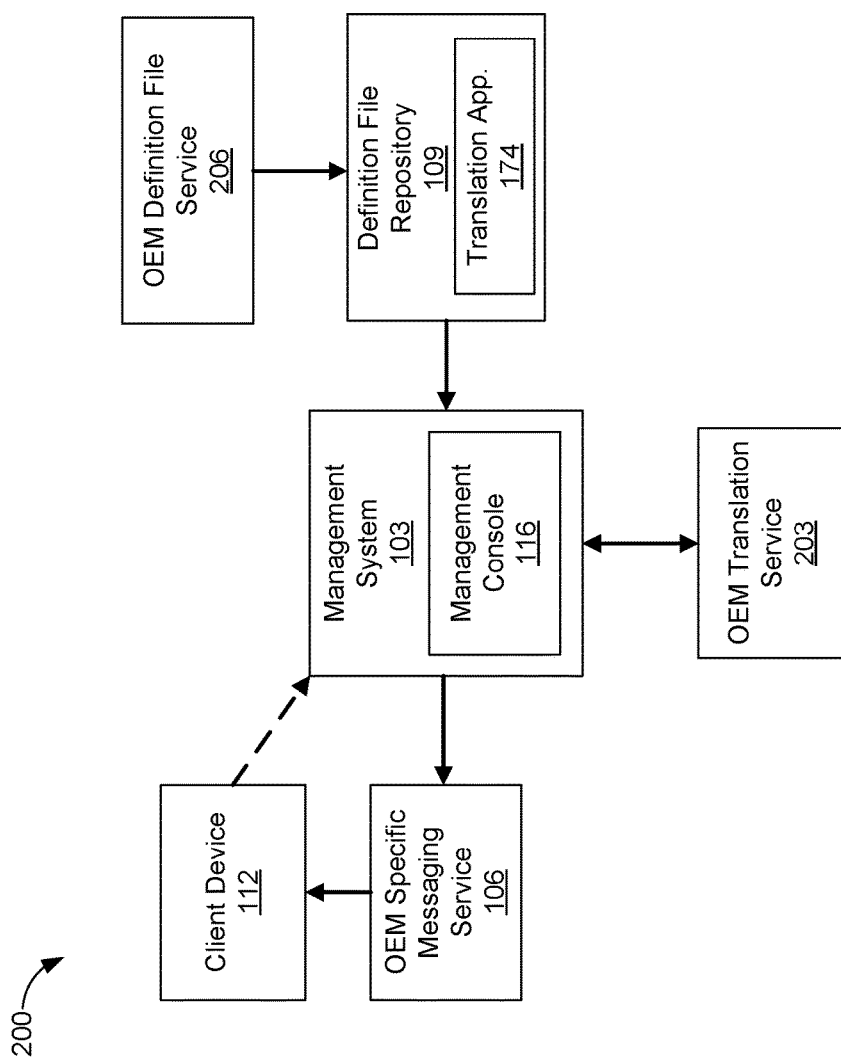 200
Client Device
112
OEM Specific
Messaging
Service
106
Management
System
103
Management
Console
116
OEM Translation
Service
203
OEM Definition File
Service
206
Definition File
Repository
109
Translation App.
174